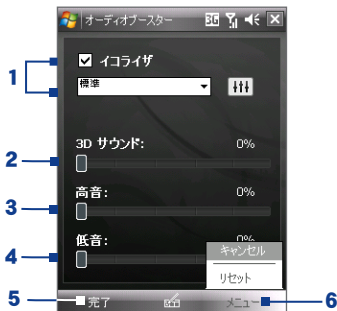 オーディオブースター 3G
1 イコライザ
標準
2 3D サウンド: 0%
3 高音: 0%
4 低音: 0%
キャンセル
リセット
5 完了 メニュー 6